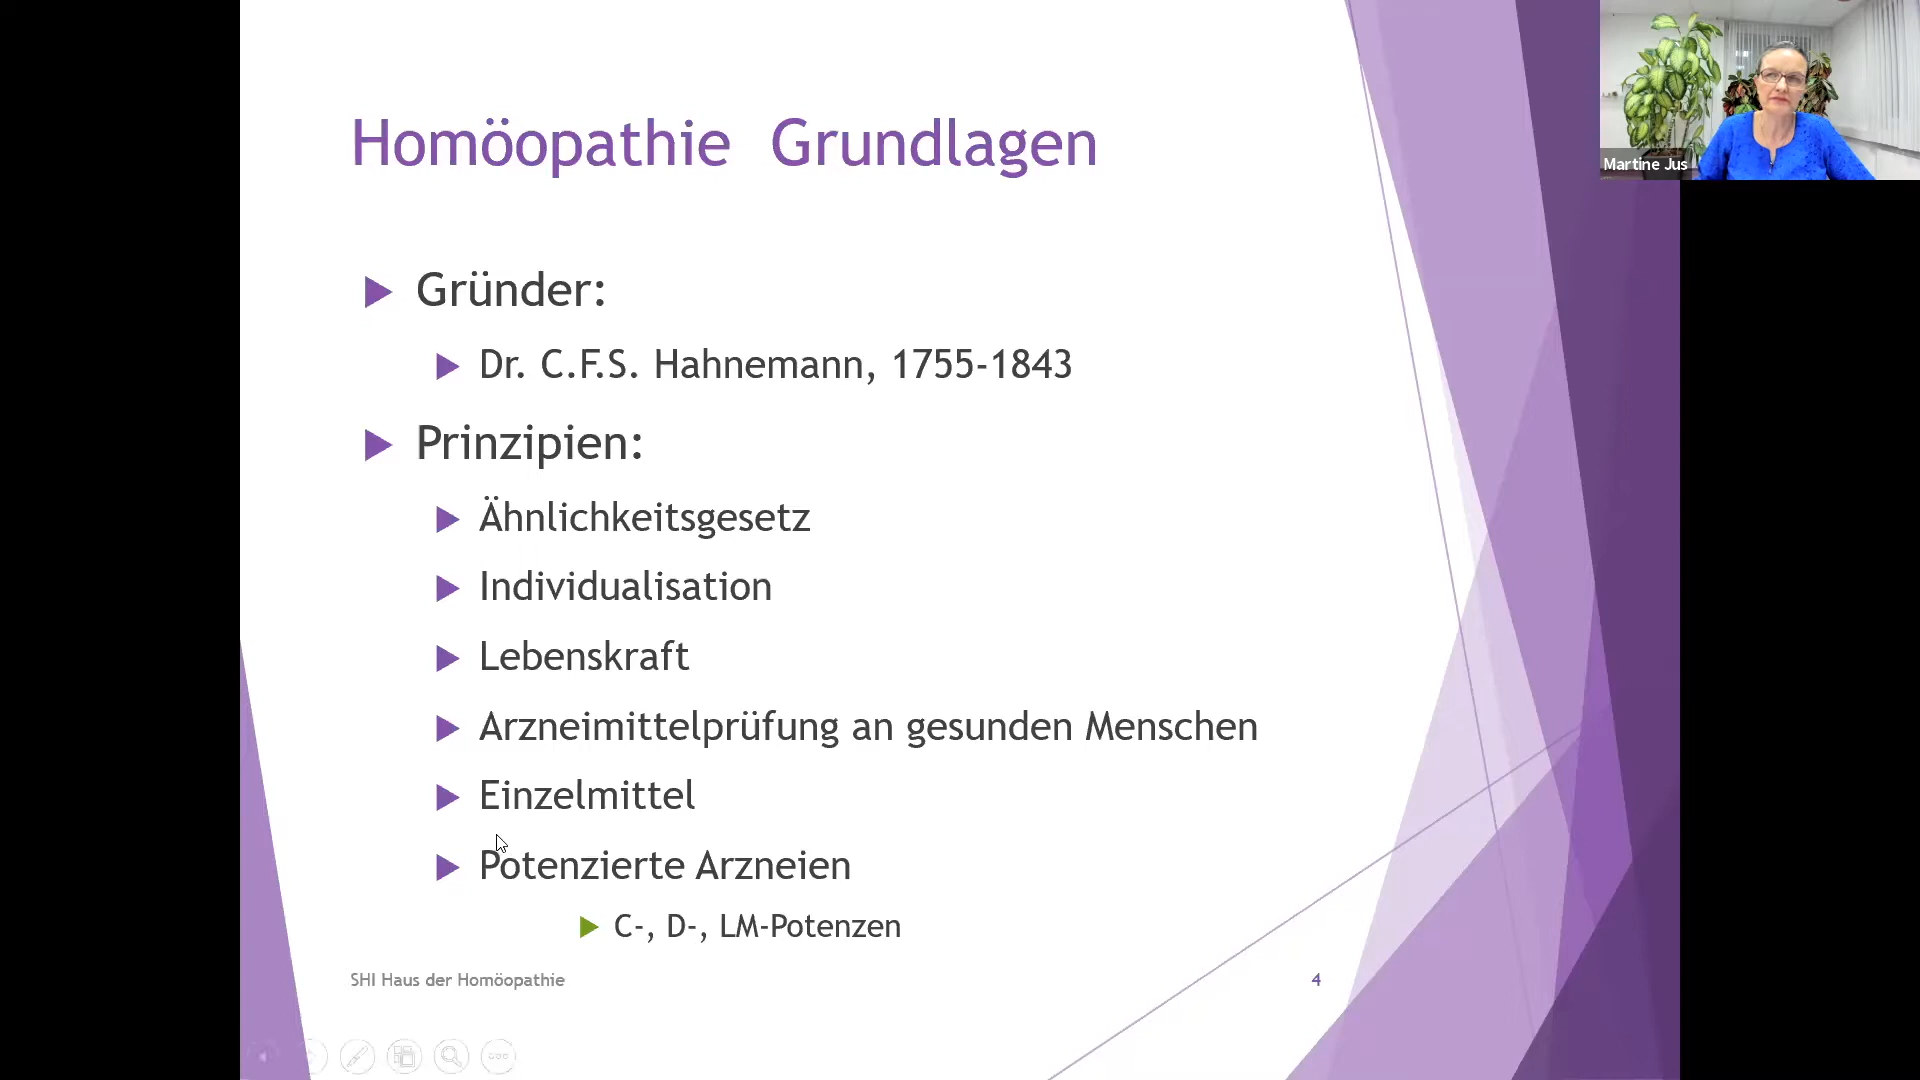 Homöopathie Grundlagen
Gründer:
Dr. C.F.S. Hahnemann, 1755-1843
Prinzipien:
Ähnlichkeitsgesetz
Individualisation
Lebenskraft
Arzneimittelprüfung an gesunden Menschen
Einzelmittel
Potenzierte Arzneien
C-, D-, LM-Potenzen
SHI Haus der Homöopathie
4
Martine Jus